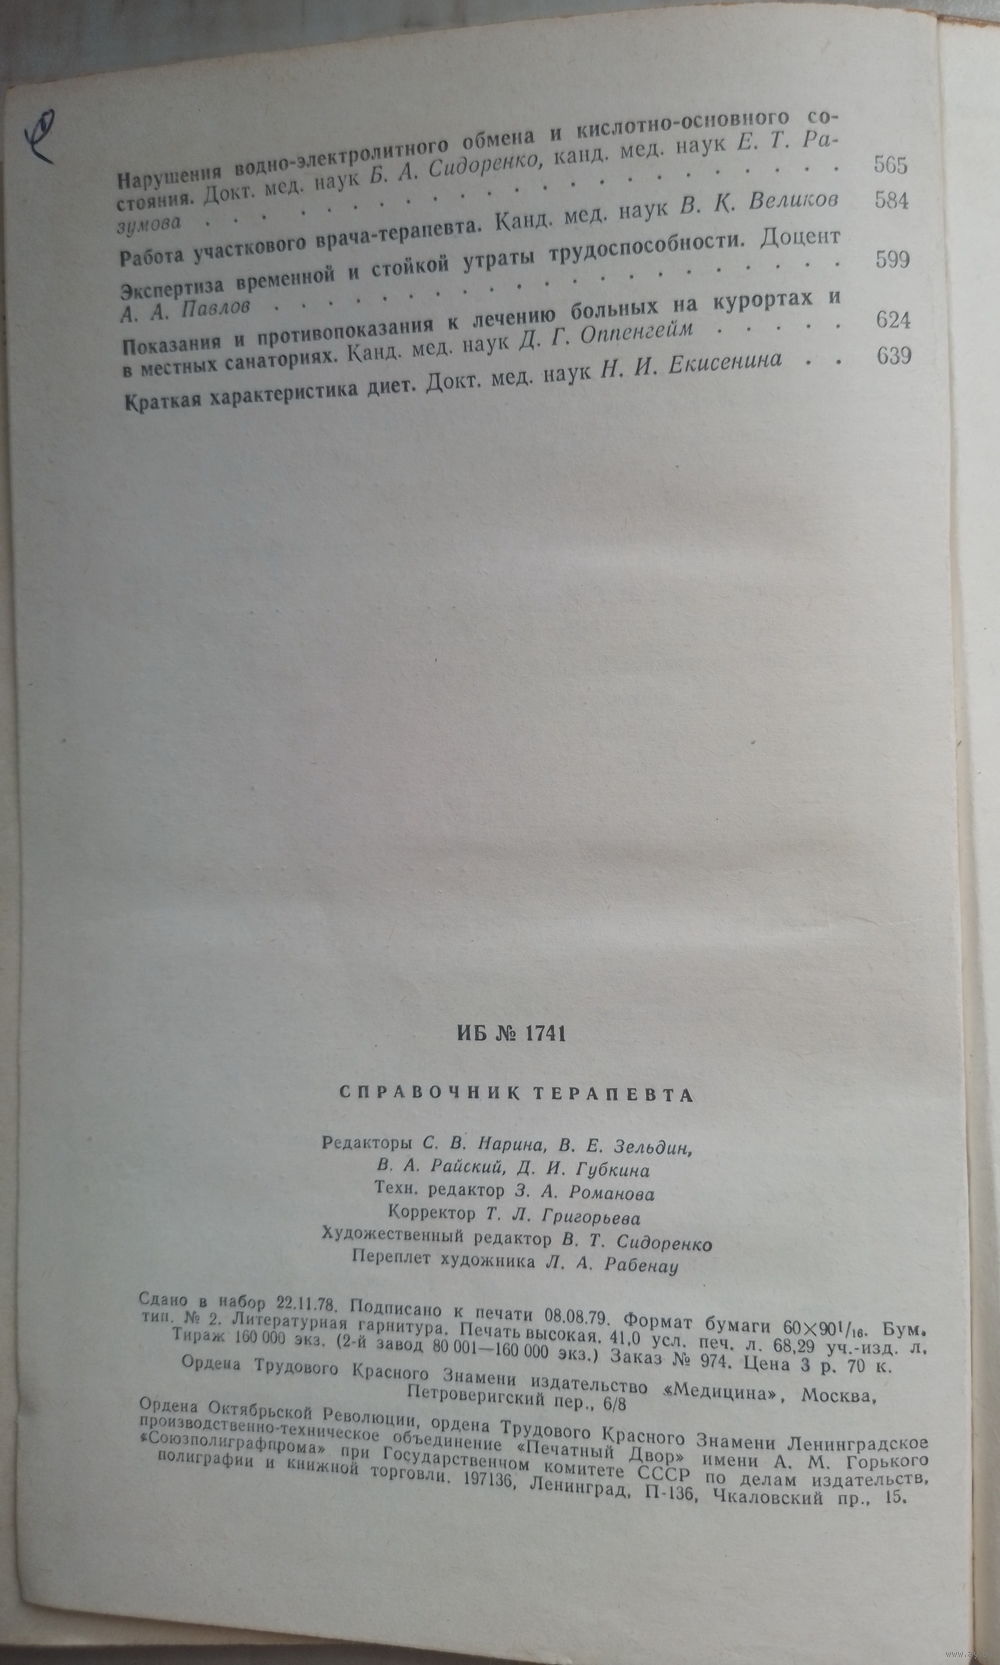 Нарушения водно-электролитного обмена и кислотно-основного со-
стояния. Докт. мед. наук Б. А. Сидоренко, канд. мед. наук Е. Т. Ра-
зумова . . . . . . . . . . . . . . . . . . . . 565
Работа участкового врача-терапевта. Канд. мед. наук В. К. Великов 584
Экспертиза временной и стойкой утраты трудоспособности. Доцент
А. А. Павлов . . . . . . . . . . . . . . . . . . 599
Показания и противопоказания к лечению больных на курортах и
в местных санаториях. Канд. мед. наук Д. Г. Оппенгейм . . . . . 624
Краткая характеристика диет. Докт. мед. наук Н. И. Екисенина . . 639
ИБ № 1741
СПРАВОЧНИК ТЕРАПЕВТА
Редакторы С. В. Нарина, В. Е. Зельдин,
В. А. Райский, Д. И. Губкина
Техн. редактор З. А. Романова
Корректор Т. Л. Григорьева
Художественный редактор В. Т. Сидоренко
Переплет художника Л. А. Рабенау
Сдано в набор 22.11.78. Подписано к печати 08.08.79. Формат бумаги 60×90 1/16. Бум.
тип. № 2. Литературная гарнитура. Печать высокая. 41,0 усл. печ. л. 68,29 уч.-изд. л.
Тираж 160 000 экз. (2-й завод 80 001—160 000 экз.) Заказ № 974. Цена 3 р. 70 к.
Ордена Трудового Красного Знамени издательство «Медицина», Москва,
Петроверигский пер., 6/8
Ордена Октябрьской Революции, ордена Трудового Красного Знамени Ленинградское
производственно-техническое объединение «Печатный Двор» имени А. М. Горького
«Союзполиграфпрома» при Государственном комитете СССР по делам издательств,
полиграфии и книжной торговли. 197136, Ленинград, П-136, Чкаловский пр., 15.